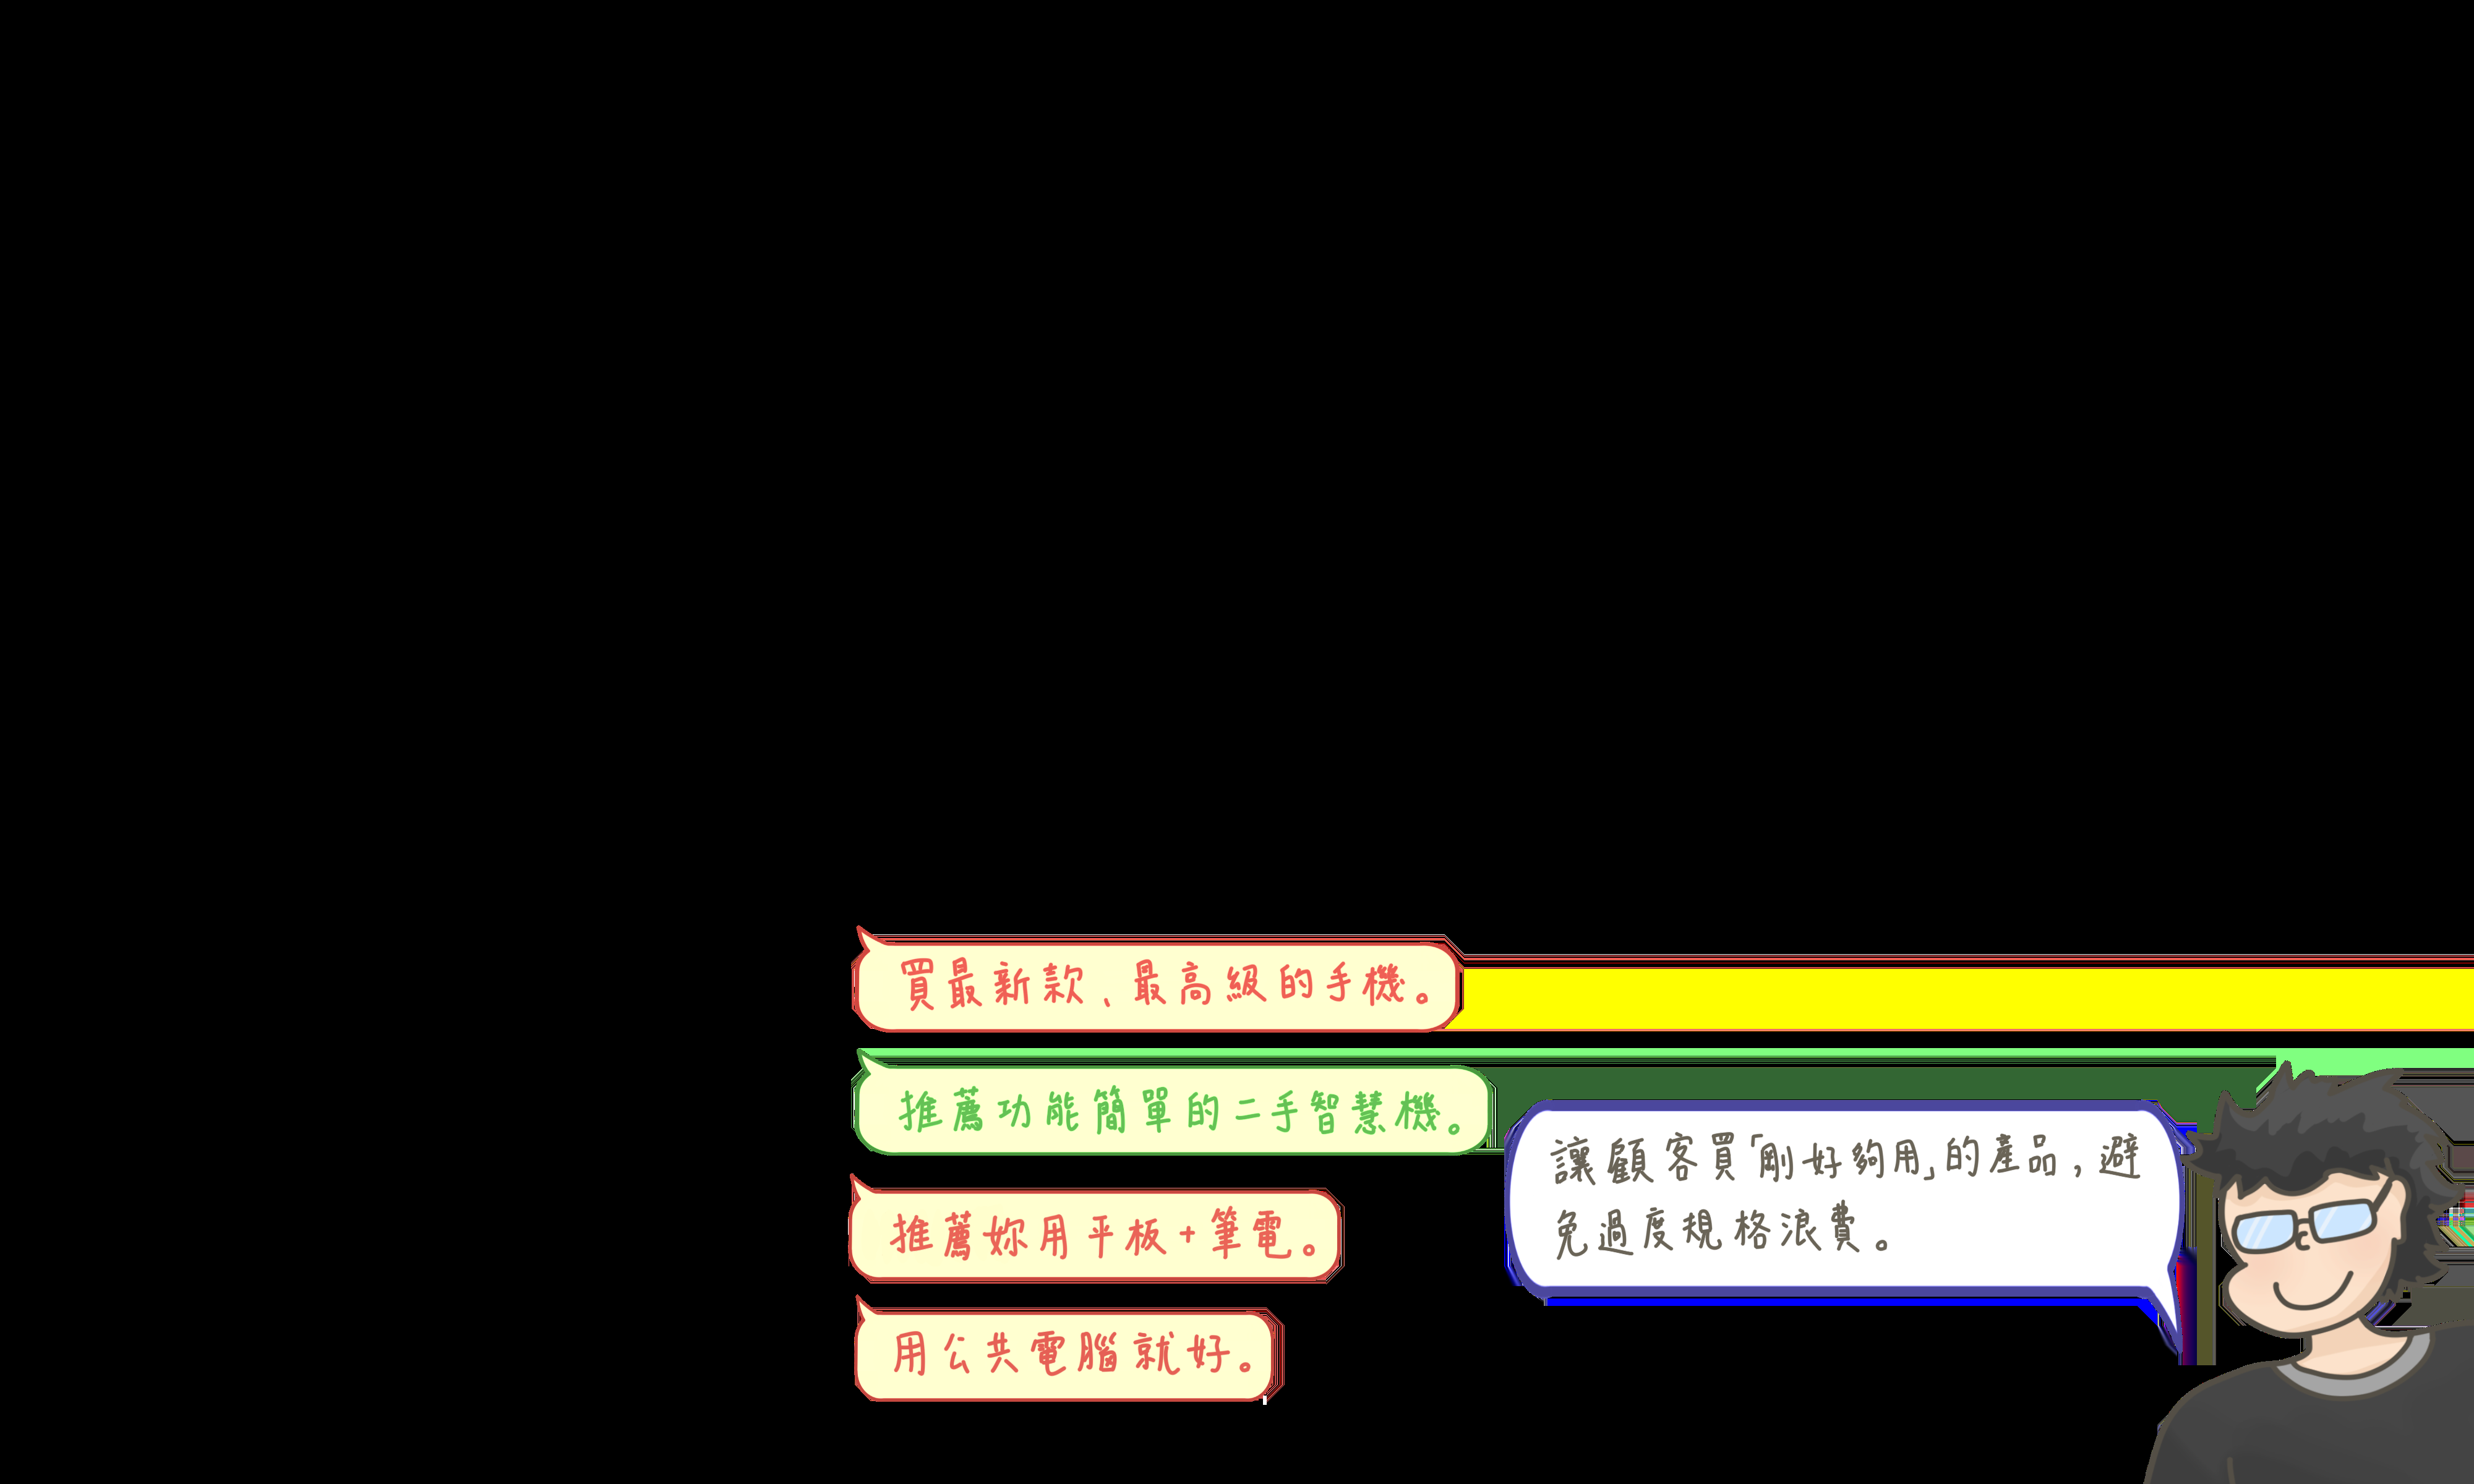 買最新款、最高級的手機。
推薦功能簡單的二手智慧機。
推薦妳用平板+筆電。
用公共電腦就好。
讓顧客買「剛好夠用」的產品,避
免過度規格浪費。